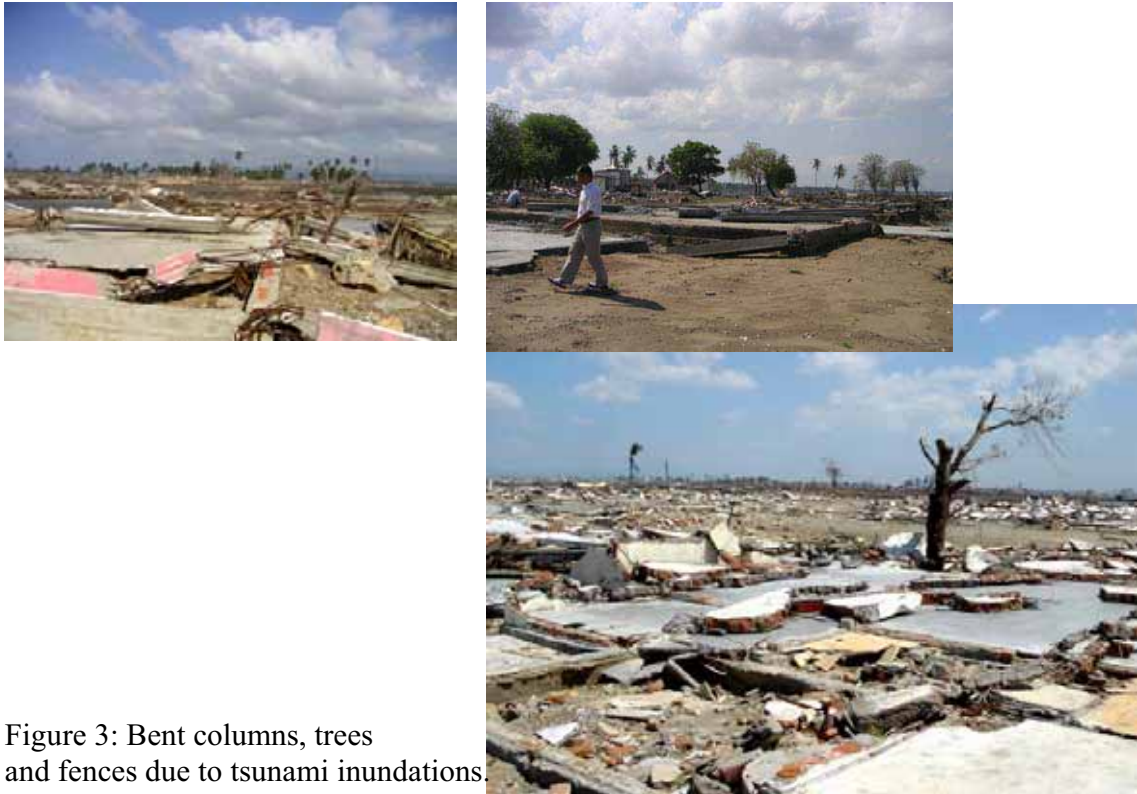 Figure 3: Bent columns, trees
and fences due to tsunami inundations.